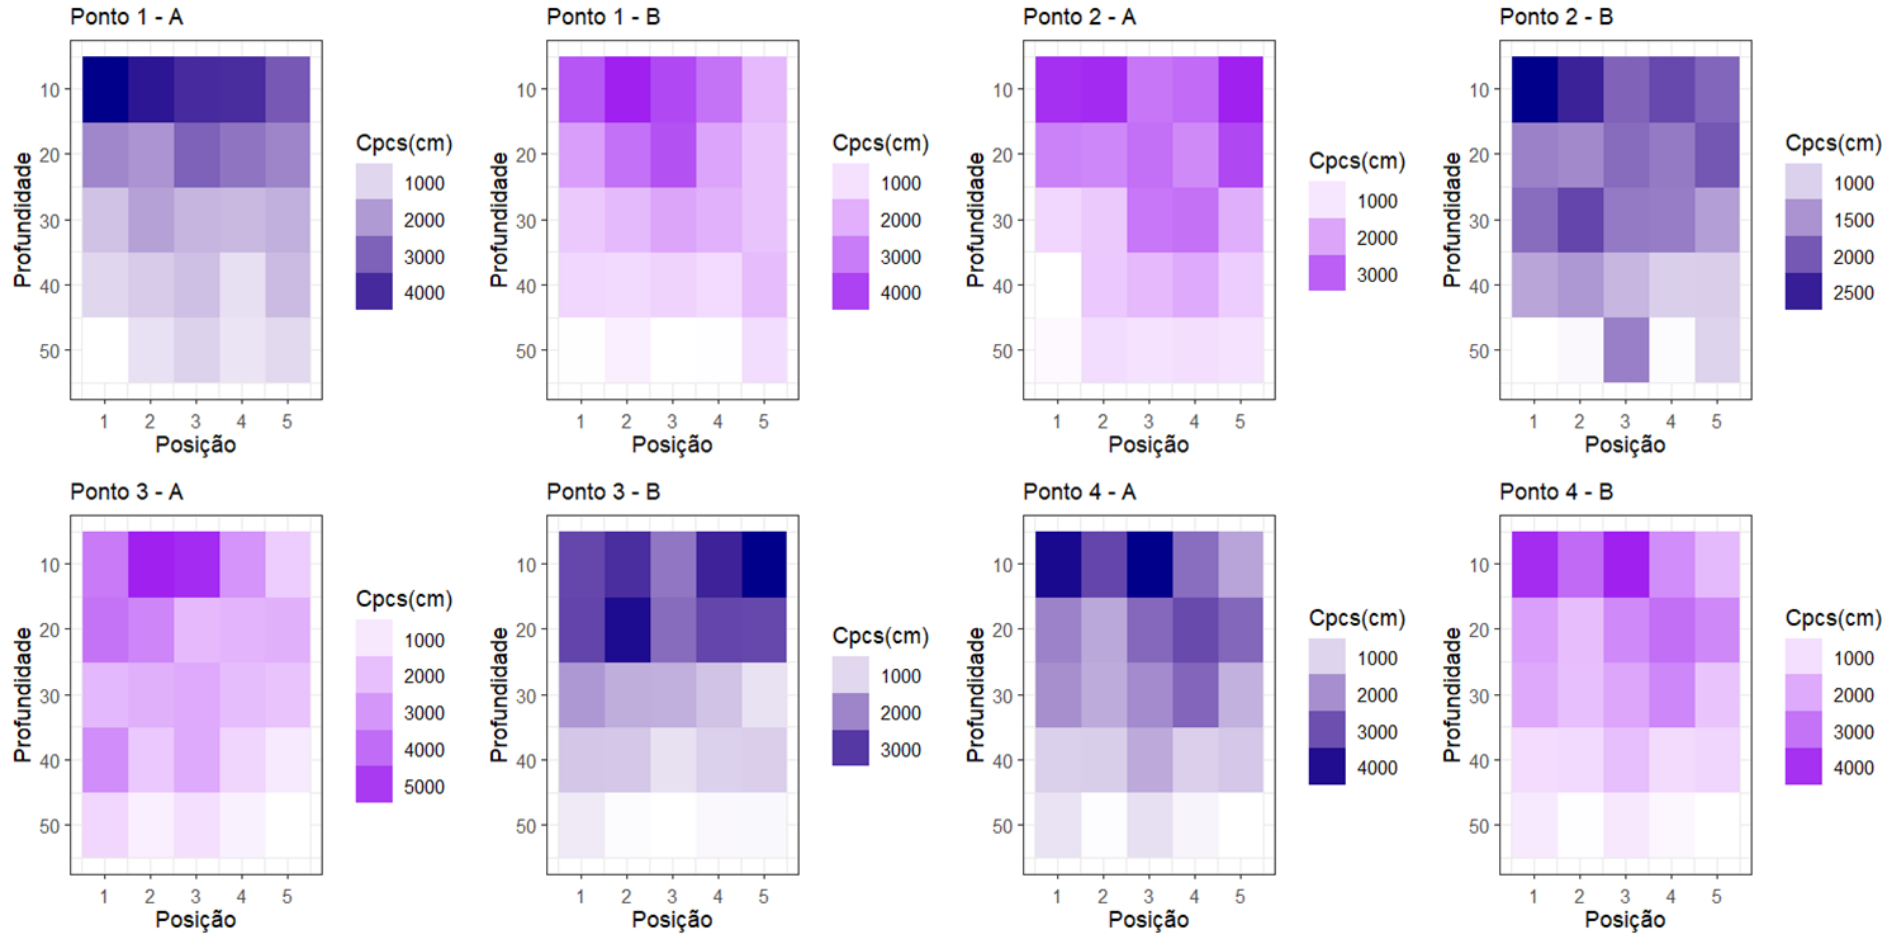 Ponto 1 - A
Profundidade
10
20
30
40
50
1 2 3 4 5
Posição
Cpcs(cm)
1000
2000
3000
4000
Ponto 1 - B
Profundidade
10
20
30
40
50
1 2 3 4 5
Posição
Cpcs(cm)
1000
2000
3000
4000
Ponto 2 - A
Profundidade
10
20
30
40
50
1 2 3 4 5
Posição
Cpcs(cm)
1000
2000
3000
Ponto 2 - B
Profundidade
10
20
30
40
50
1 2 3 4 5
Posição
Cpcs(cm)
1000
1500
2000
2500
Ponto 3 - A
Profundidade
10
20
30
40
50
1 2 3 4 5
Posição
Cpcs(cm)
1000
2000
3000
4000
5000
Ponto 3 - B
Profundidade
10
20
30
40
50
1 2 3 4 5
Posição
Cpcs(cm)
1000
2000
3000
Ponto 4 - A
Profundidade
10
20
30
40
50
1 2 3 4 5
Posição
Cpcs(cm)
1000
2000
3000
4000
Ponto 4 - B
Profundidade
10
20
30
40
50
1 2 3 4 5
Posição
Cpcs(cm)
1000
2000
3000
4000